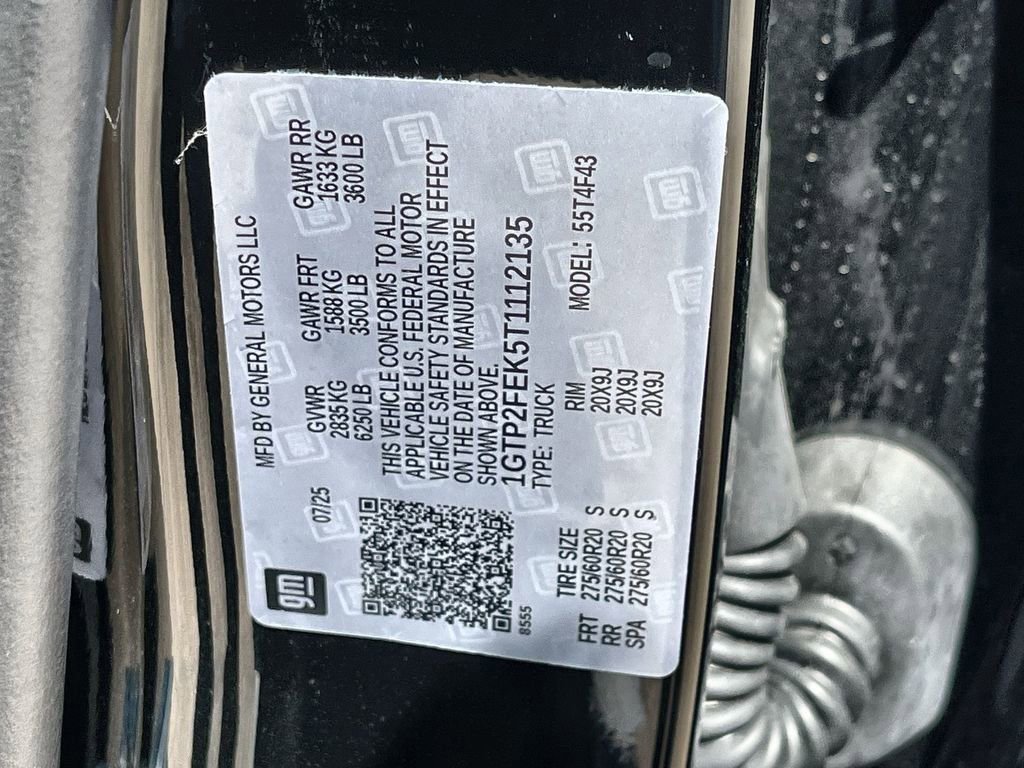 gm
07/25
MFD BY GENERAL MOTORS LLC
GVWR GAWR FRT GAWR RR
2835 KG 1588 KG 1633 KG
6250 LB 3500 LB 3600 LB
THIS VEHICLE CONFORMS TO ALL
APPLICABLE U.S. FEDERAL MOTOR
VEHICLE SAFETY STANDARDS IN EFFECT
ON THE DATE OF MANUFACTURE
SHOWN ABOVE.
1GTP2FEK5T1112135
8555
TYPE: TRUCK
TIRE SIZE RIM MODEL: 55T4F43
FRT 275/60R20 S 20X9J
RR 275/60R20 S 20X9J
SPA 275/60R20 S 20X9J